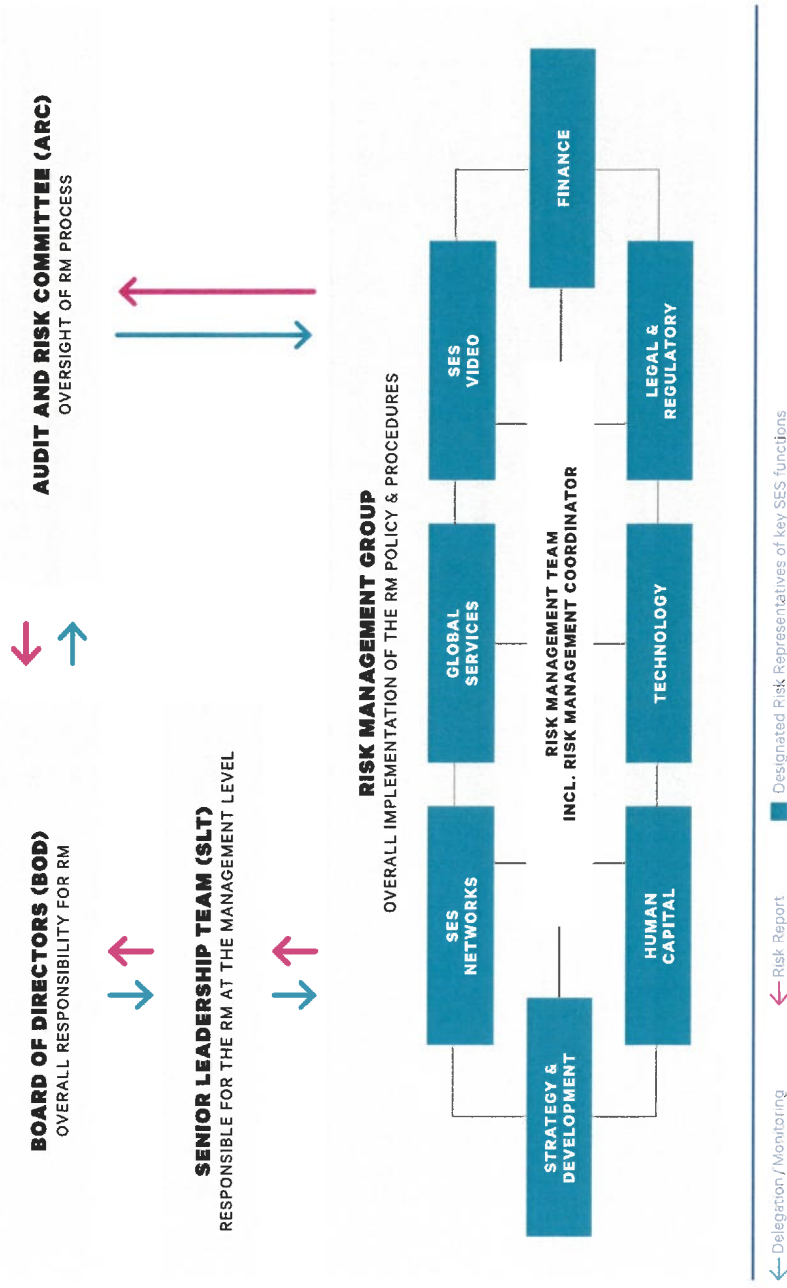 BOARD OF DIRECTORS (BOD)
OVERALL RESPONSIBILITY FOR RM
AUDIT AND RISK COMMITTEE (ARC)
OVERSIGHT OF RM PROCESS
SENIOR LEADERSHIP TEAM (SLT)
RESPONSIBLE FOR THE RM AT THE MANAGEMENT LEVEL
RISK MANAGEMENT GROUP
OVERALL IMPLEMENTATION OF THE RM POLICY & PROCEDURES
SES
NETWORKS
GLOBAL
SERVICES
SES
VIDEO
STRATEGY &
DEVELOPMENT
RISK MANAGEMENT TEAM
INCL. RISK MANAGEMENT COORDINATOR
FINANCE
HUMAN
CAPITAL
TECHNOLOGY
LEGAL &
REGULATORY
Delegation / Monitoring
Risk Report
Designated Risk Representatives of key SES functions